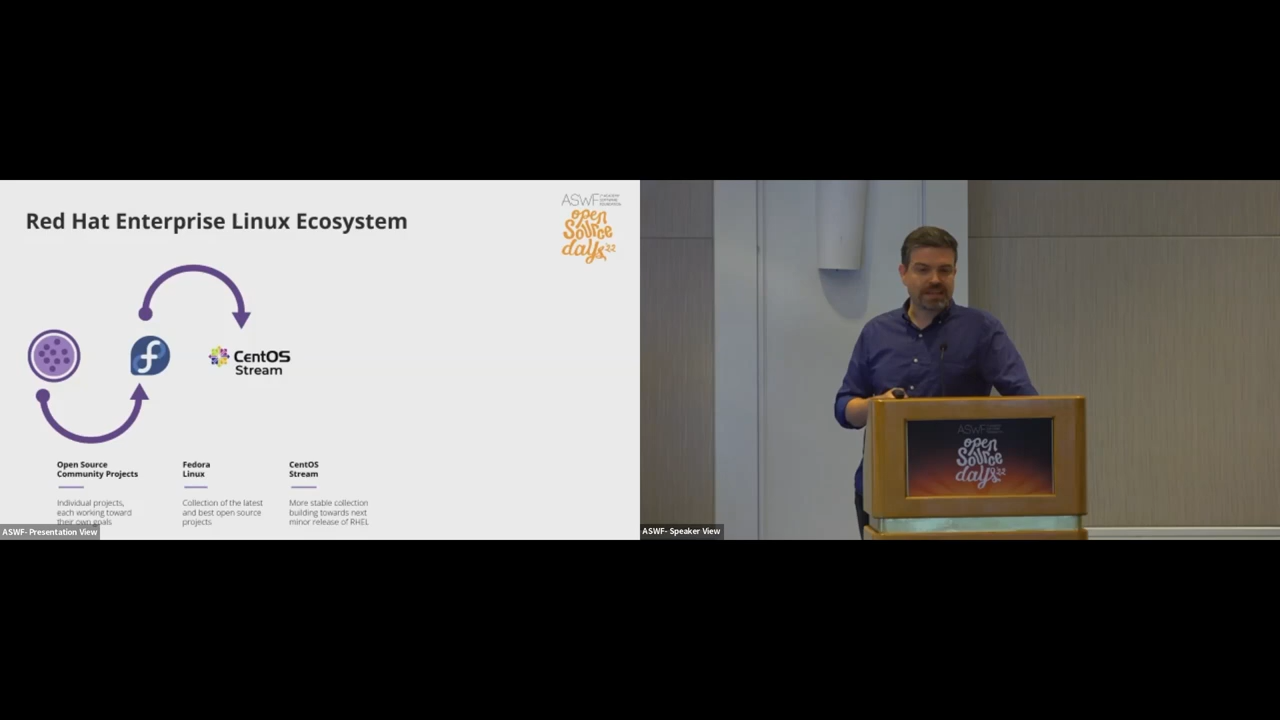 Red Hat Enterprise Linux Ecosystem
ASWF
open
Source
days'22
CentOS
Stream
Open Source
Community Projects
Individual projects,
each working toward
their own goals
Fedora
Linux
Collection of the latest
and best open source
projects
CentOS
Stream
More stable collection
building towards next
minor release of RHEL
ASWF- Presentation View
ASWF
open
Source
days'22
ASWF- Speaker View